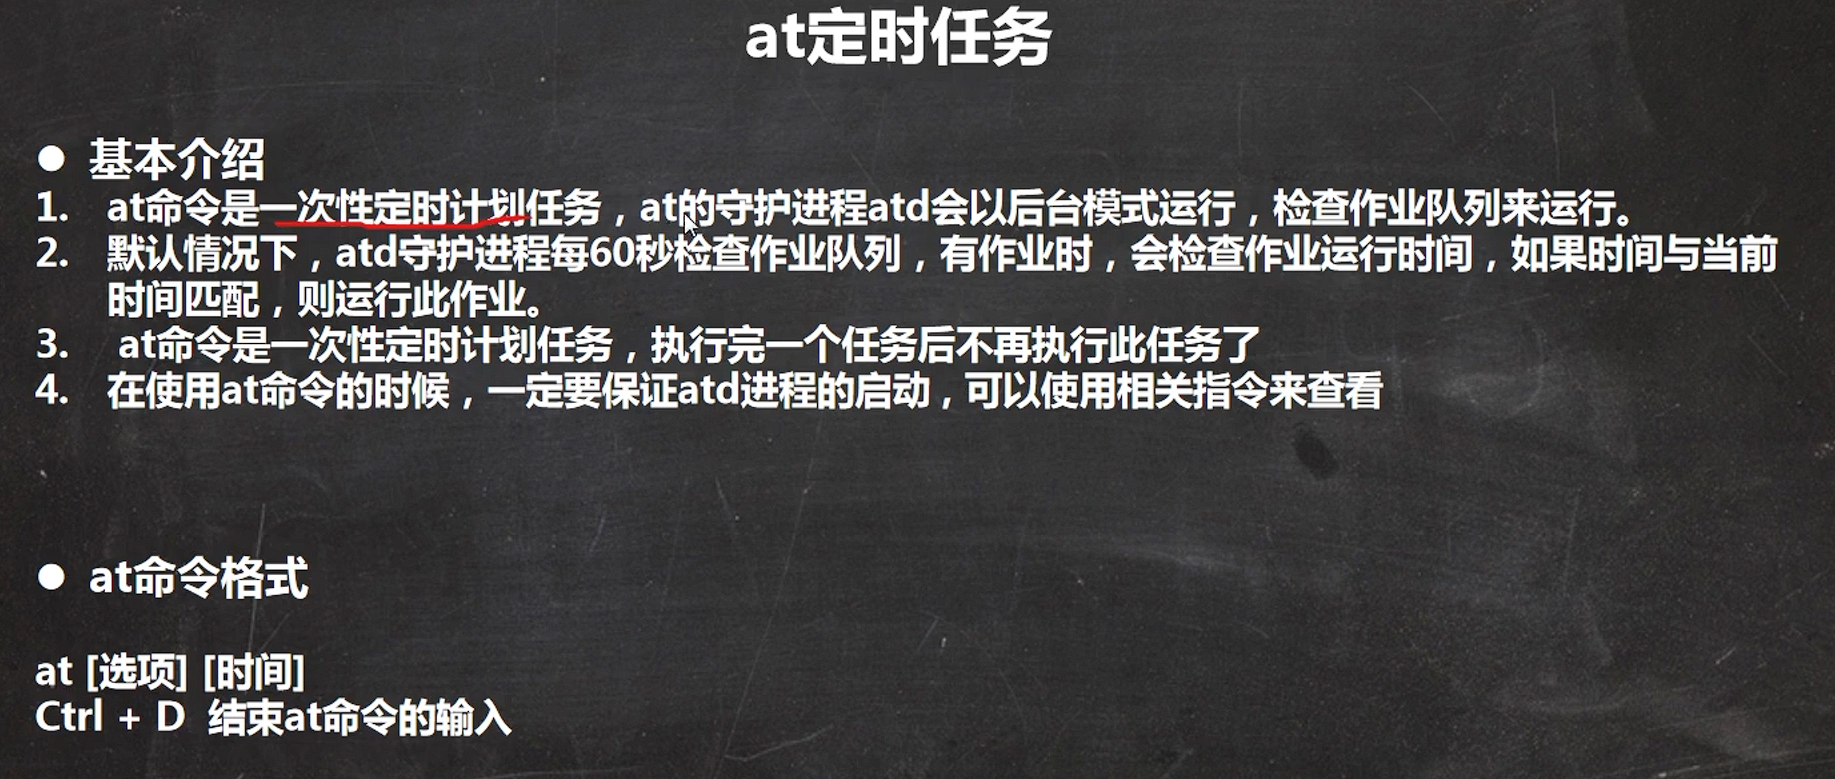 at定时任务
● 基本介绍
1. at命令是一次性定时计划任务，at的守护进程atd会以后台模式运行，检查作业队列来运行。
2. 默认情况下，atd守护进程每60秒检查作业队列，有作业时，会检查作业运行时间，如果时间与当前
时间匹配，则运行此作业。
3. at命令是一次性定时计划任务，执行完一个任务后不再执行此任务了
4. 在使用at命令的时候，一定要保证atd进程的启动，可以使用相关指令来查看
● at命令格式
at [选项] [时间]
Ctrl + D 结束at命令的输入